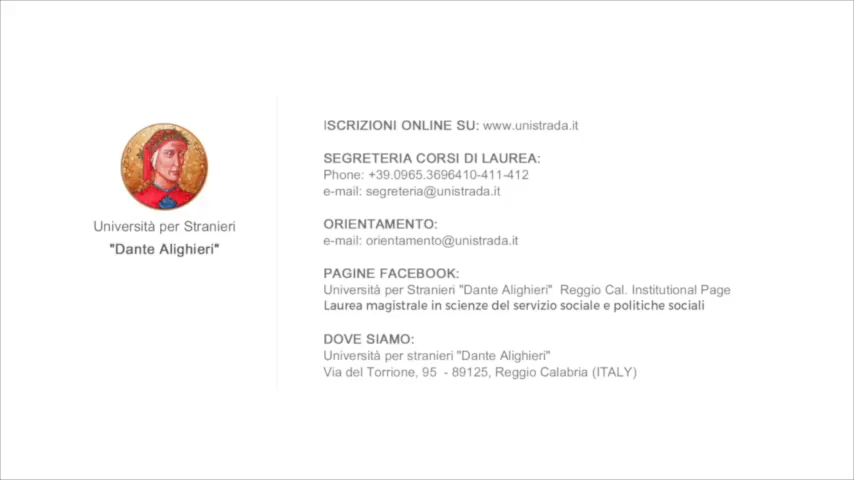 Università per Stranieri
"Dante Alighieri"
ISCRIZIONI ONLINE SU: www.unistrada.it
SEGRETERIA CORSI DI LAUREA:
Phone: +39.0965.3696410-411-412
e-mail: segreteria@unistrada.it
ORIENTAMENTO:
e-mail: orientamento@unistrada.it
PAGINE FACEBOOK:
Università per Stranieri "Dante Alighieri" Reggio Cal. Institutional Page
Laurea magistrale in scienze del servizio sociale e politiche sociali
DOVE SIAMO:
Università per stranieri "Dante Alighieri"
Via del Torrione, 95 - 89125, Reggio Calabria (ITALY)